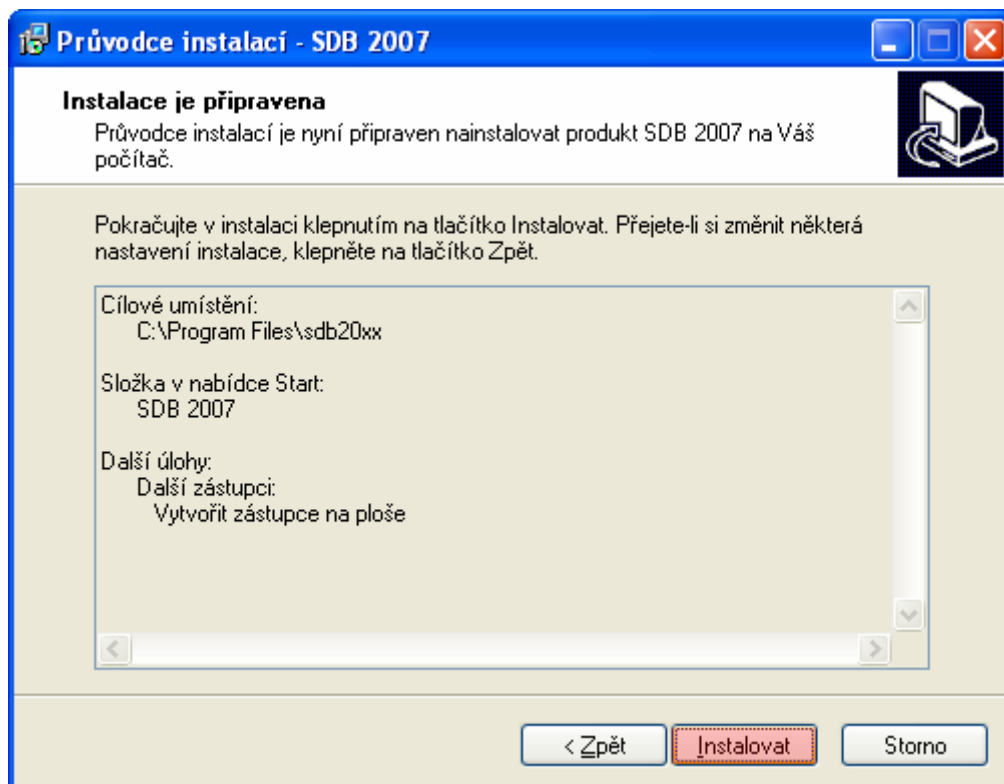 Průvodce instalací - SDB 2007
Instalace je připravena
Průvodce instalací je nyní připraven nainstalovat produkt SDB 2007 na Váš
počítač.
Pokračujte v instalaci klepnutím na tlačítko Instalovat. Přejete-li si změnit některá
nastavení instalace, klepněte na tlačítko Zpět.
Cílové umístění:
C:\Program Files\sdb20xx
Složka v nabídce Start:
SDB 2007
Další úlohy:
Další zástupci:
Vytvořit zástupce na ploše
< Zpět
Instalovat
Storno